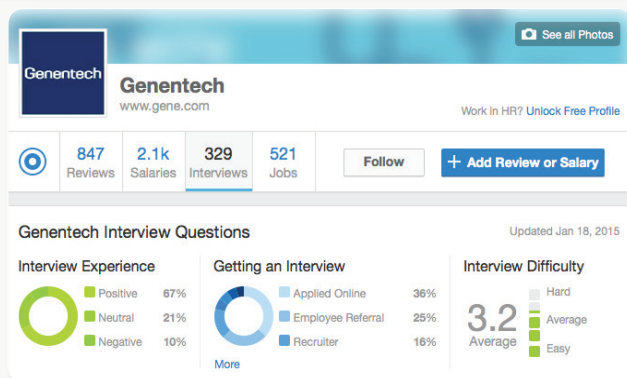 See all Photos
Genentech
Genentech
www.gene.com
Work in HR? Unlock Free Profile
847 2.1k 329 521
Reviews Salaries Interviews Jobs
Follow
+ Add Review or Salary
Genentech Interview Questions
Updated Jan 18, 2015
Interview Experience
Positive 67%
Neutral 21%
Negative 10%
Getting an Interview
Applied Online 36%
Employee Referral 25%
Recruiter 16%
More
Interview Difficulty
3.2
Average
Hard
Average
Easy